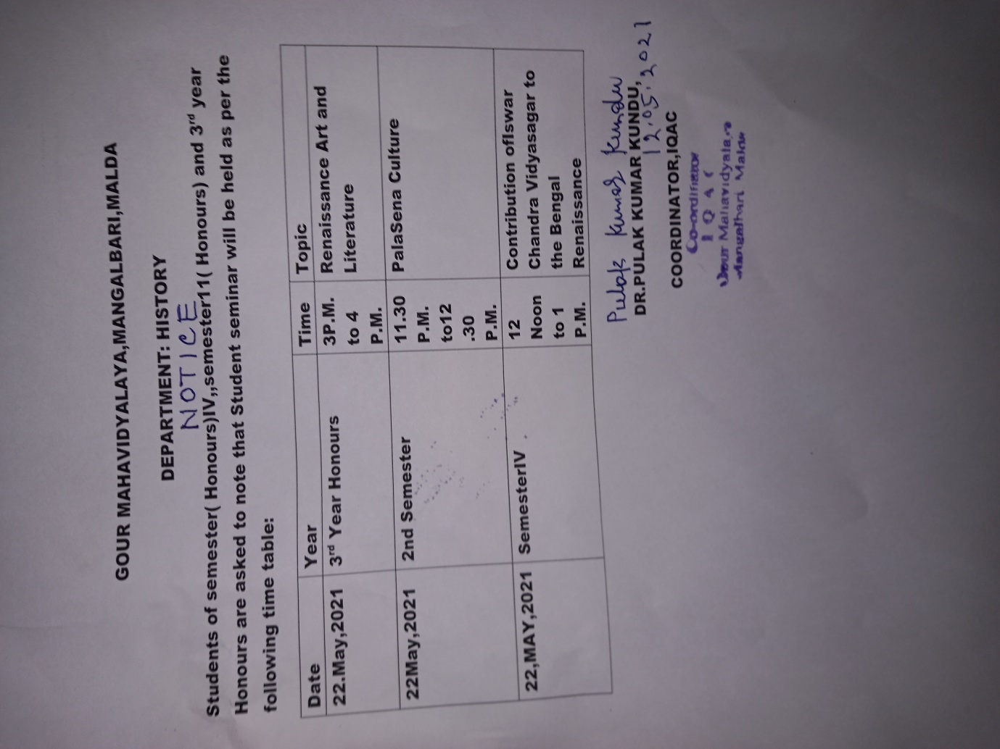 GOUR MAHAVIDYALAYA,MANGALBARI,MALDA
DEPARTMENT: HISTORY
NOTICE
Students of semester( Honours)IV,,semester11( Honours) and 3rd year
Honours are asked to note that Student seminar will be held as per the
following time table:
Date Year Time Topic
22.May,2021 3rd Year Honours 3P.M. Renaissance Art and
to 4 Literature
P.M.
22May,2021 2nd Semester 11.30 PalaSena Culture
P.M.
to12
.30
P.M.
22,MAY,2021 SemesterIV 12 Contribution ofIswar
Noon Chandra Vidyasagar to
to 1 the Bengal
P.M. Renaissance
Pulak Kumar Kundu
DR.PULAK KUMAR KUNDU,
12.05.2021
COORDINATOR,IQAC
Co-ordinator
I Q A C
Gour Mahavidyalaya
Mangalbari Malda